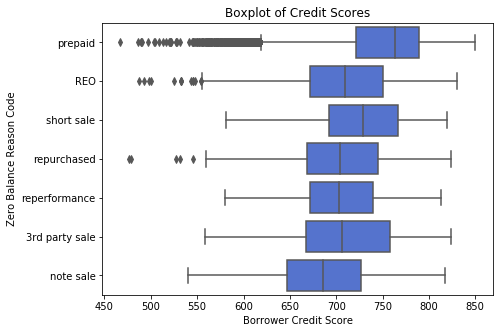 Boxplot of Credit Scores
Zero Balance Reason Code
prepaid
REO
short sale
repurchased
reperformance
3rd party sale
note sale
450 500 550 600 650 700 750 800 850
Borrower Credit Score